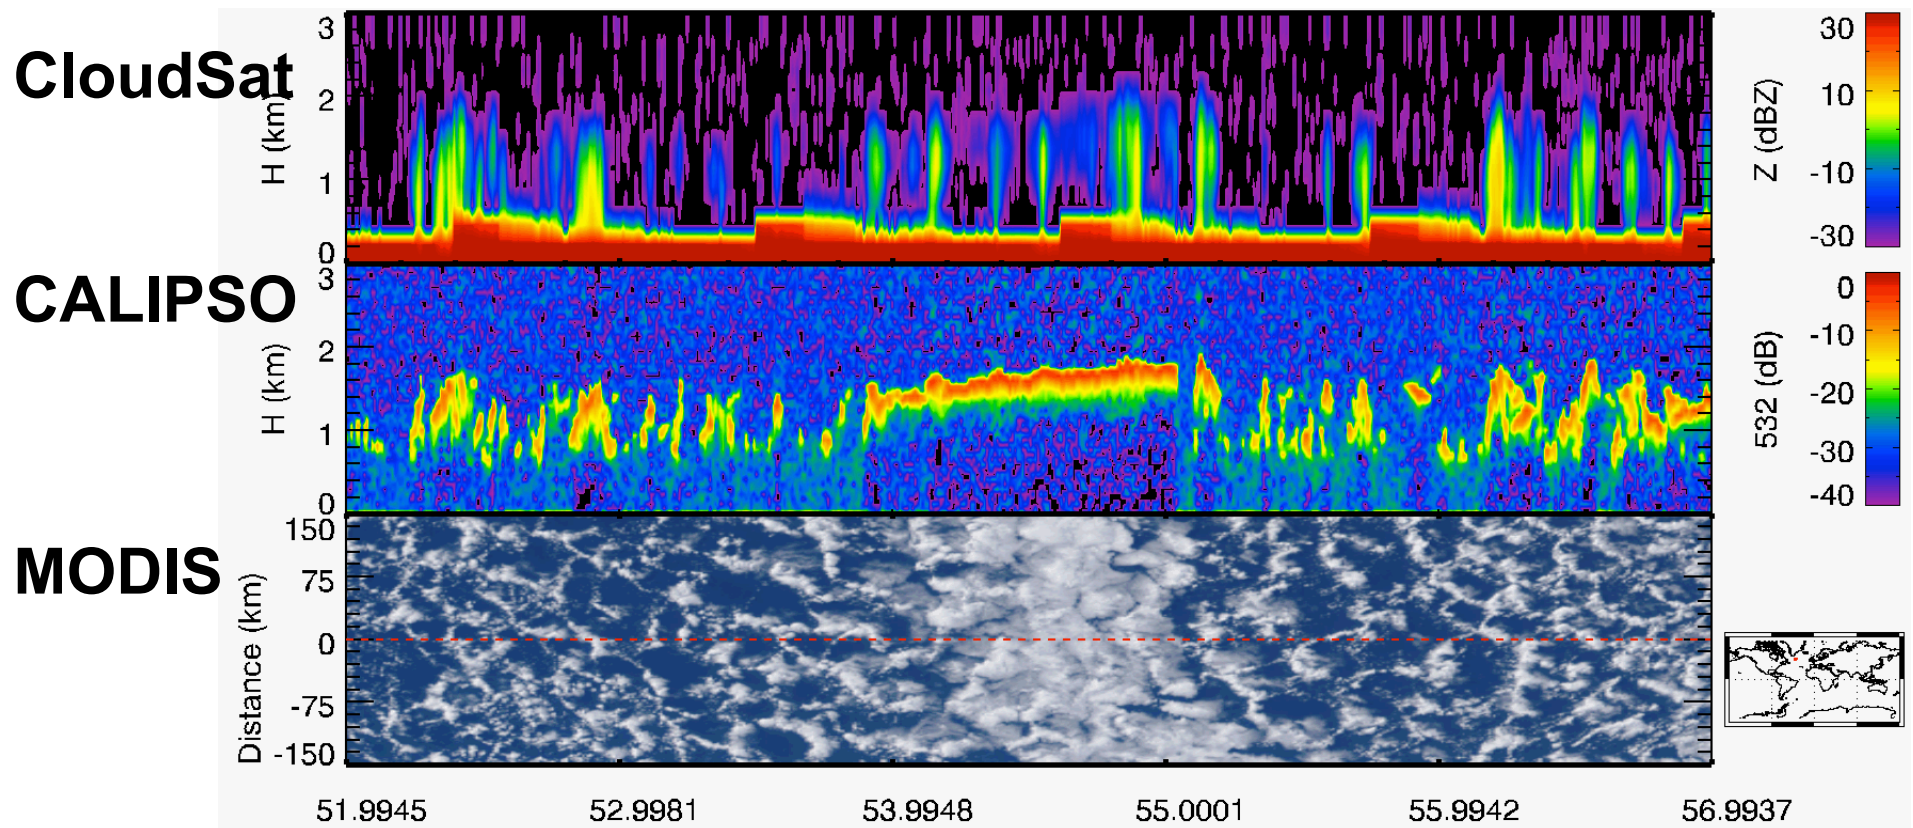 CloudSat
3
2
1
0
H (km)
30
10
-10
-30
Z (dBZ)
CALIPSO
3
2
1
0
H (km)
0
-10
-20
-30
-40
532 (dB)
MODIS
150
75
0
-75
-150
Distance (km)
51.9945 52.9981 53.9948 55.0001 55.9942 56.9937